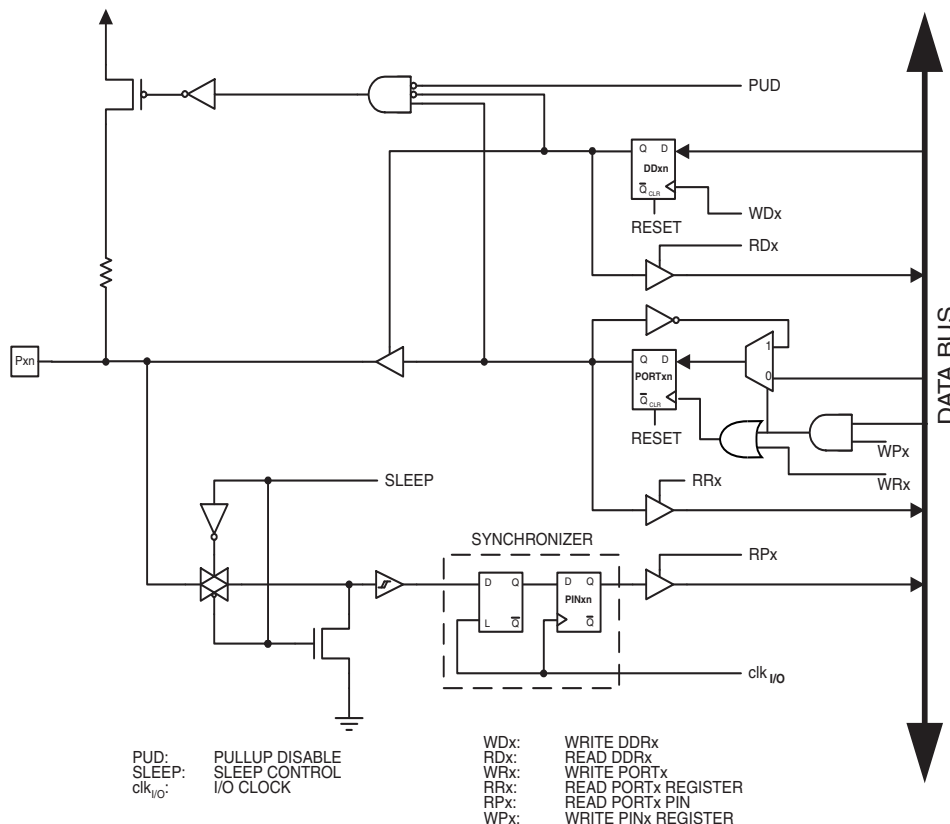 PUD
Q D
DDxn
Q CLR
WDx
RESET
RDx
DATA BUS
Pxn
1
0
Q D
PORTxn
Q CLR
RESET
WPx
WRx
SLEEP
RRx
SYNCHRONIZER
RPx
D Q
L Q
D Q
PINxn
Q
clk I/O
PUD: PULLUP DISABLE
SLEEP: SLEEP CONTROL
clkI/O: I/O CLOCK
WDx: WRITE DDRx
RDx: READ DDRx
WRx: WRITE PORTx
RRx: READ PORTx REGISTER
RPx: READ PORTx PIN
WPx: WRITE PINx REGISTER